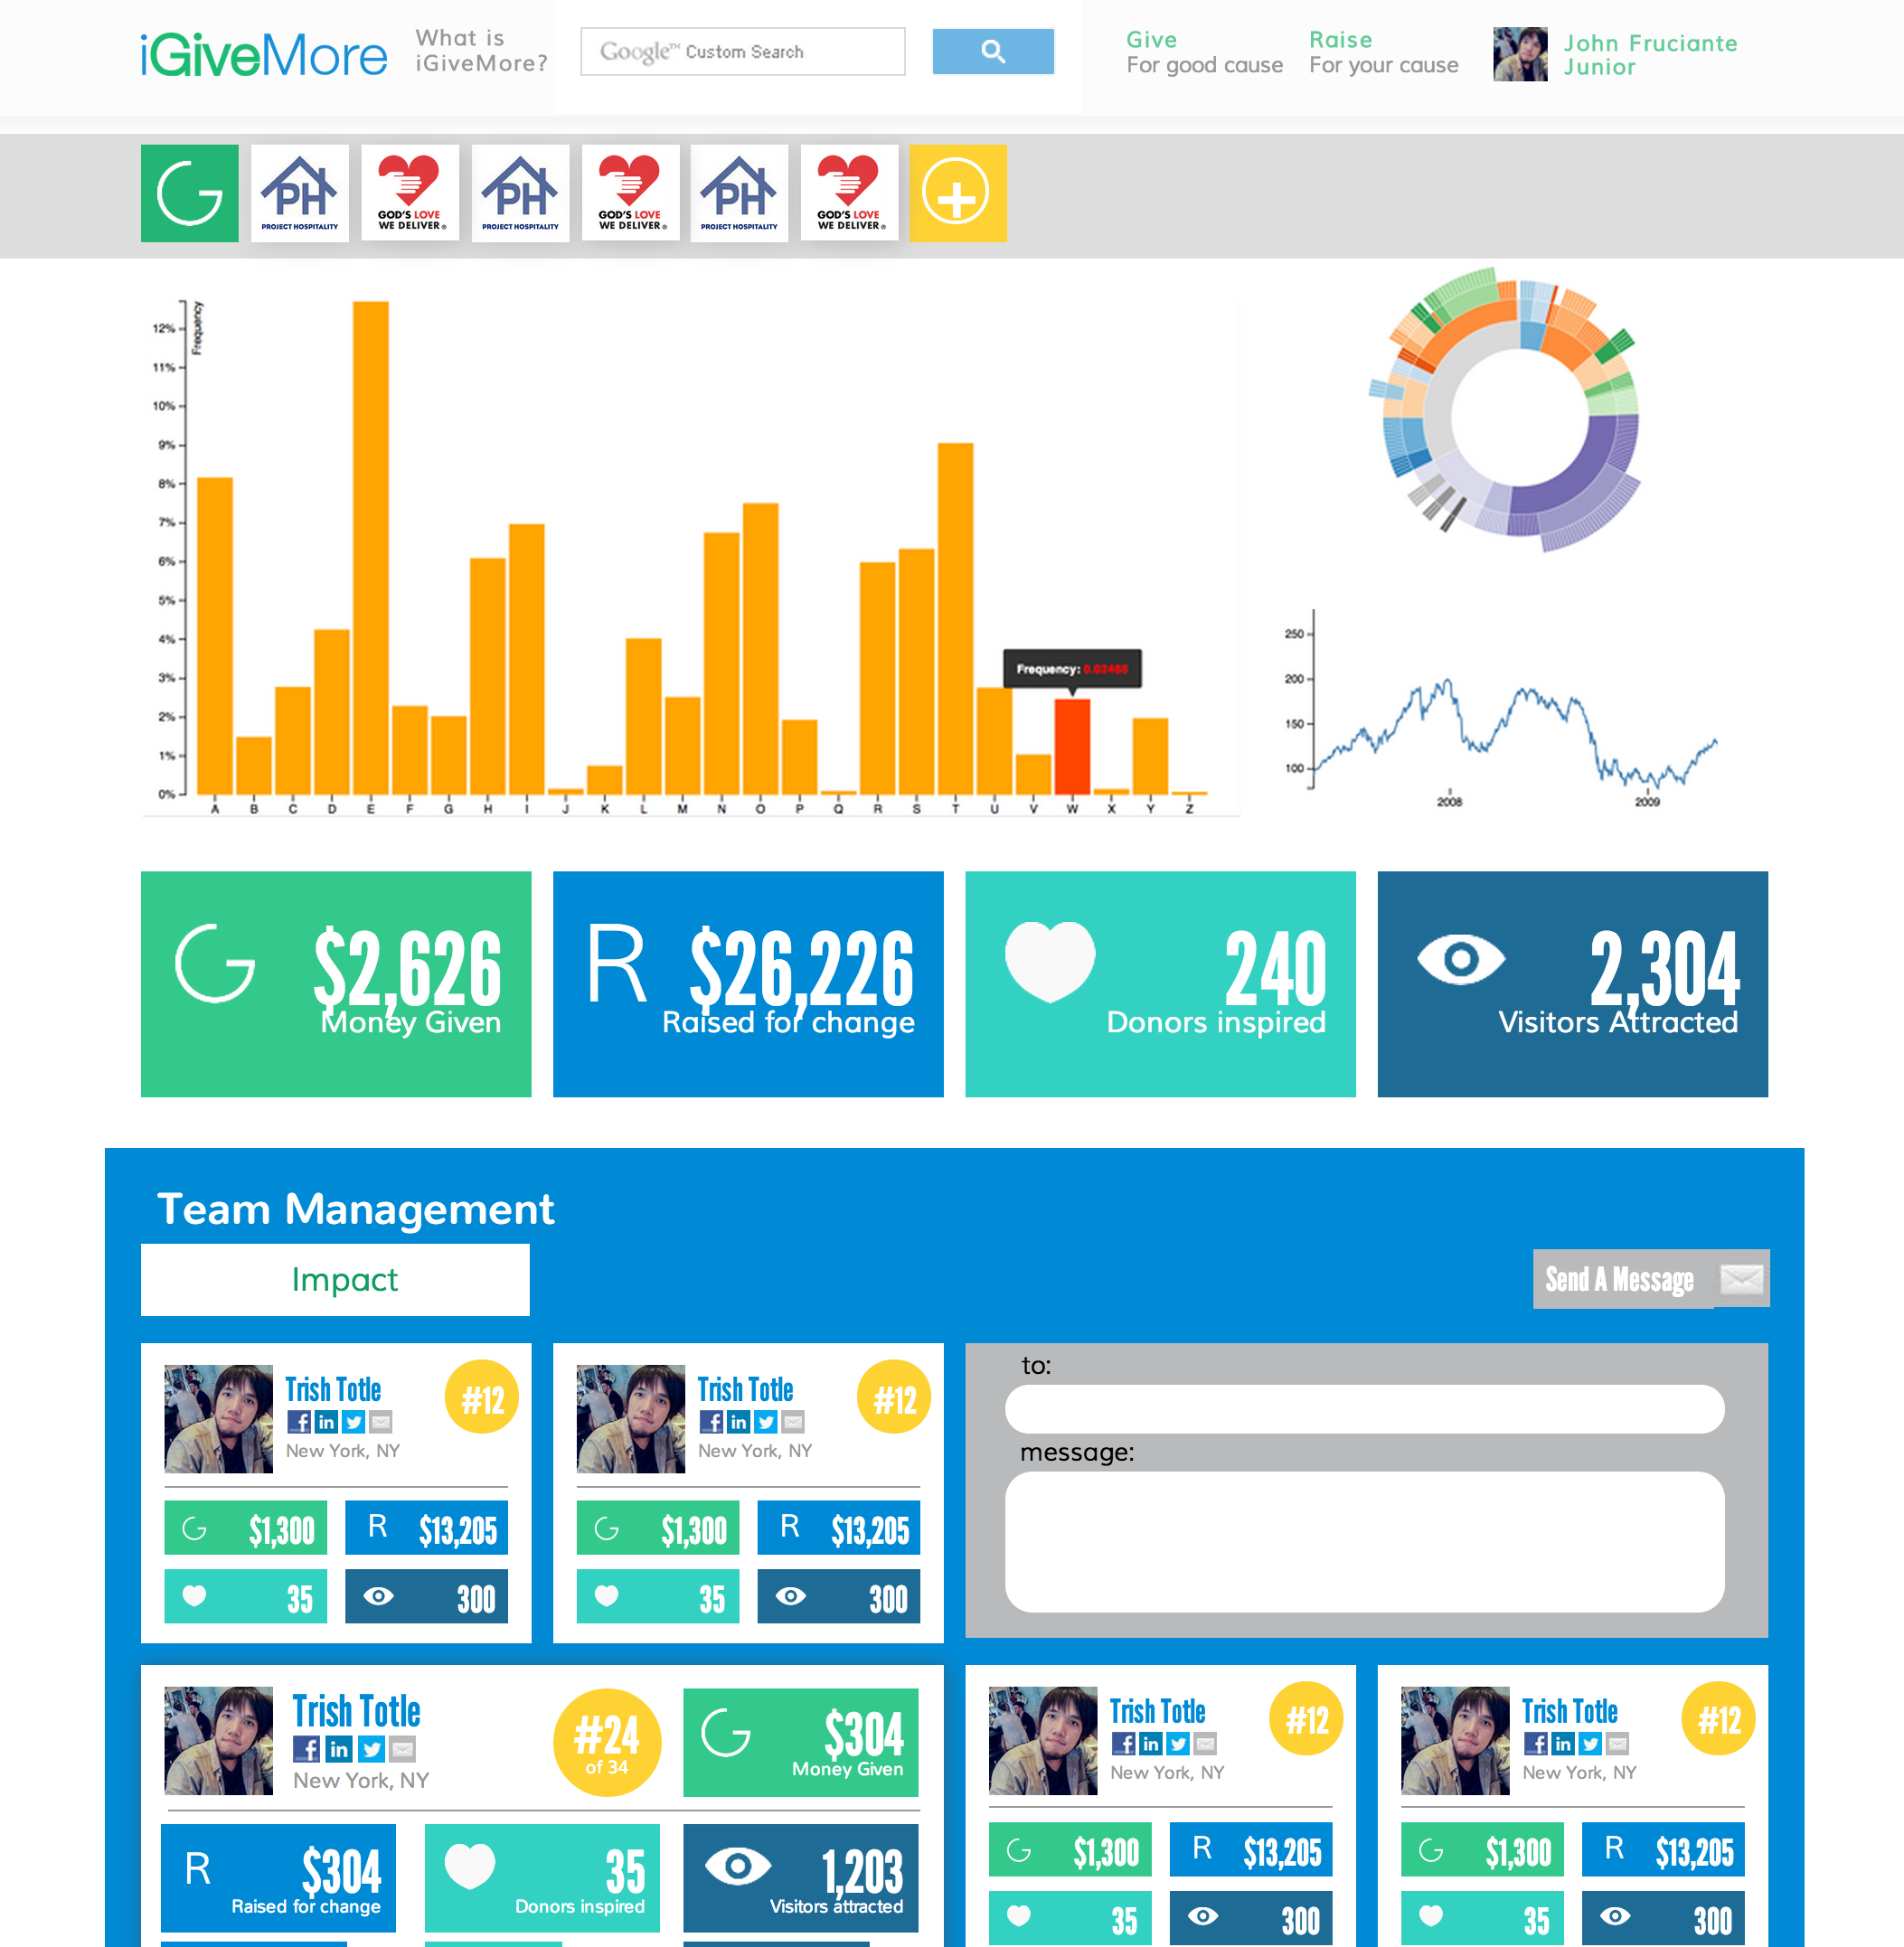 iGiveMore
What is
iGiveMore?
Google™ Custom Search
Give
For good cause
Raise
For your cause
John Fruciante
Junior
G
PH
PROJECT HOSPITALITY
GOD'S LOVE
WE DELIVER®
PH
PROJECT HOSPITALITY
GOD'S LOVE
WE DELIVER®
PH
PROJECT HOSPITALITY
GOD'S LOVE
WE DELIVER®
Frequency
12%
11%
10%
9%
8%
7%
6%
5%
4%
3%
2%
1%
0%
Frequency: 0.02465
A B C D E F G H I J K L M N O P Q R S T U V W X Y Z
250
200
150
100
2008 2009
G $2,626
Money Given
R $26,226
Raised for change
240
Donors inspired
2,304
Visitors Attracted
Team Management
Impact
Send A Message
Trish Totle
#12
New York, NY
G $1,300
R $13,205
35
300
Trish Totle
#12
New York, NY
G $1,300
R $13,205
35
300
to:
message:
Trish Totle
New York, NY
#24
of 34
G $304
Money Given
R $304
Raised for change
35
Donors inspired
1,203
Visitors attracted
Trish Totle
#12
New York, NY
G $1,300
R $13,205
35
300
Trish Totle
#12
New York, NY
G $1,300
R $13,205
35
300